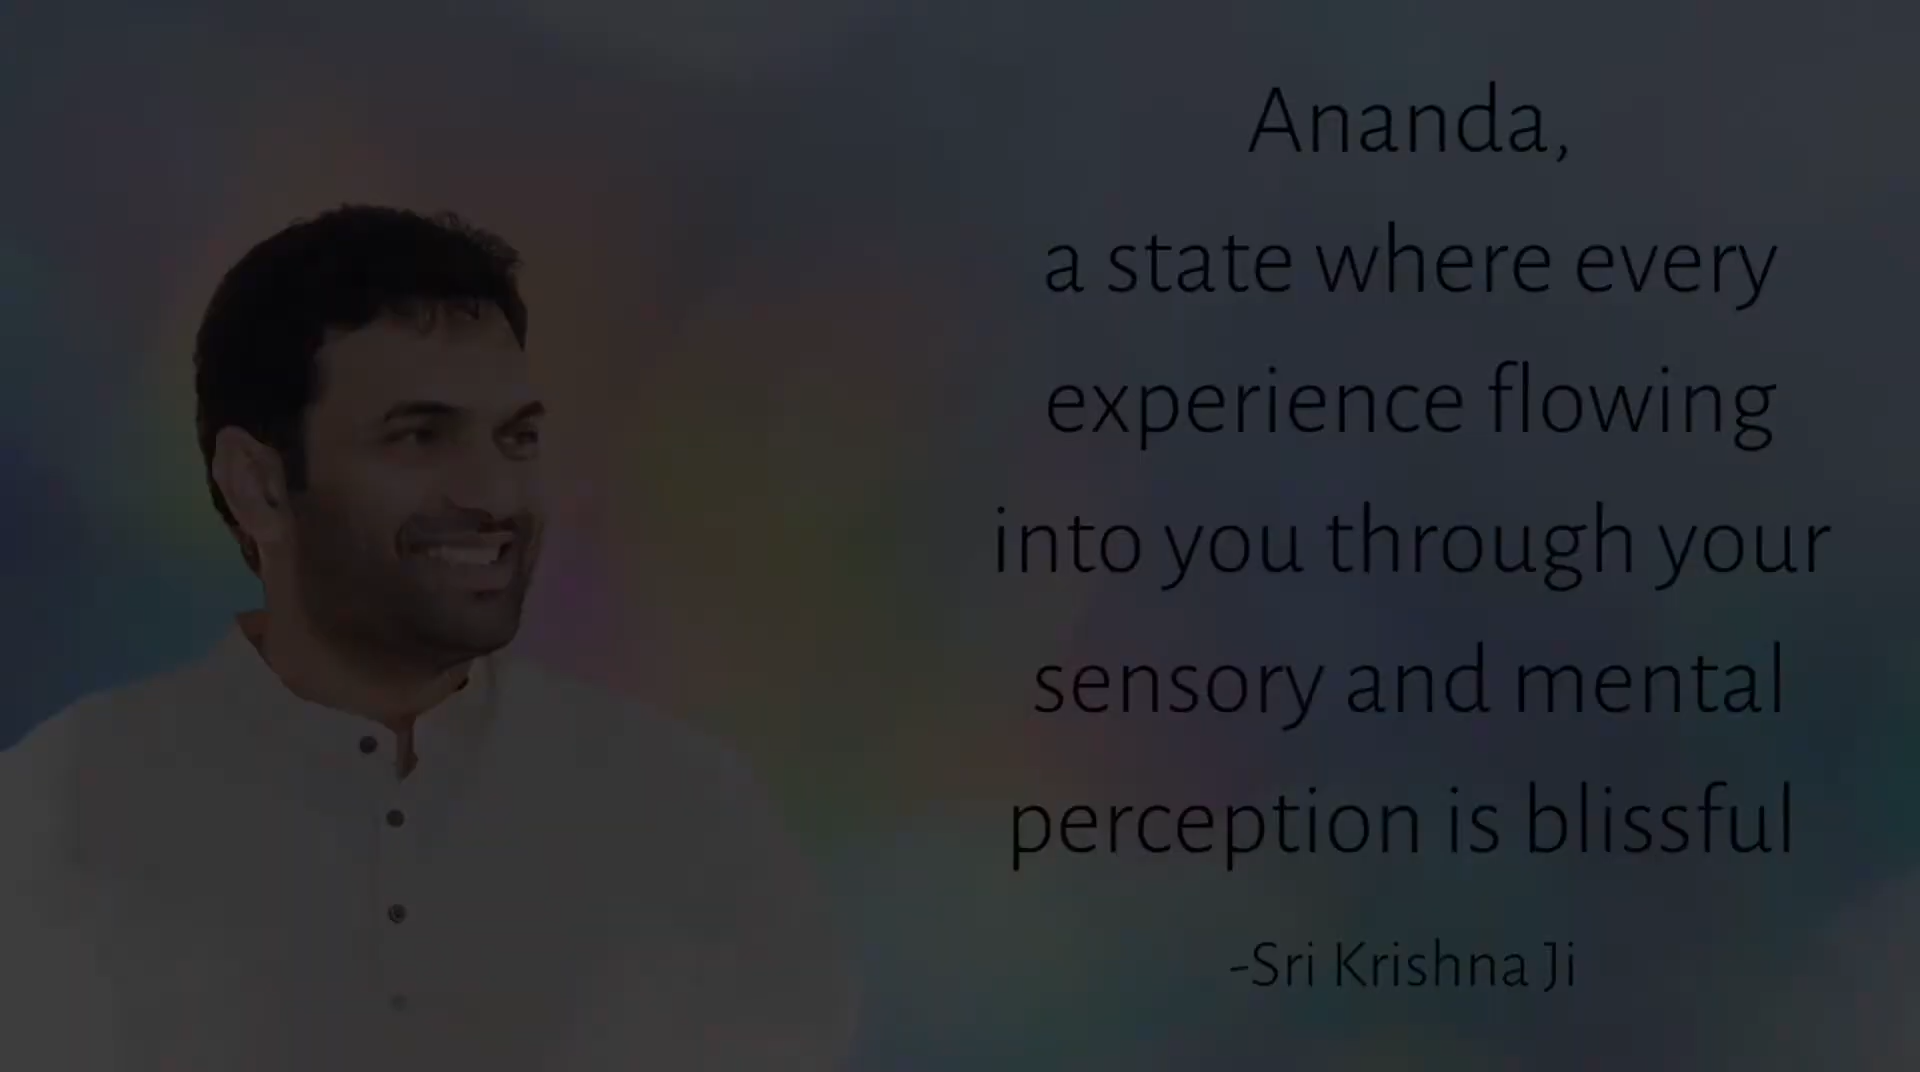 Ananda,
a state where every
experience flowing
into you through your
sensory and mental
perception is blissful
-Sri Krishna Ji